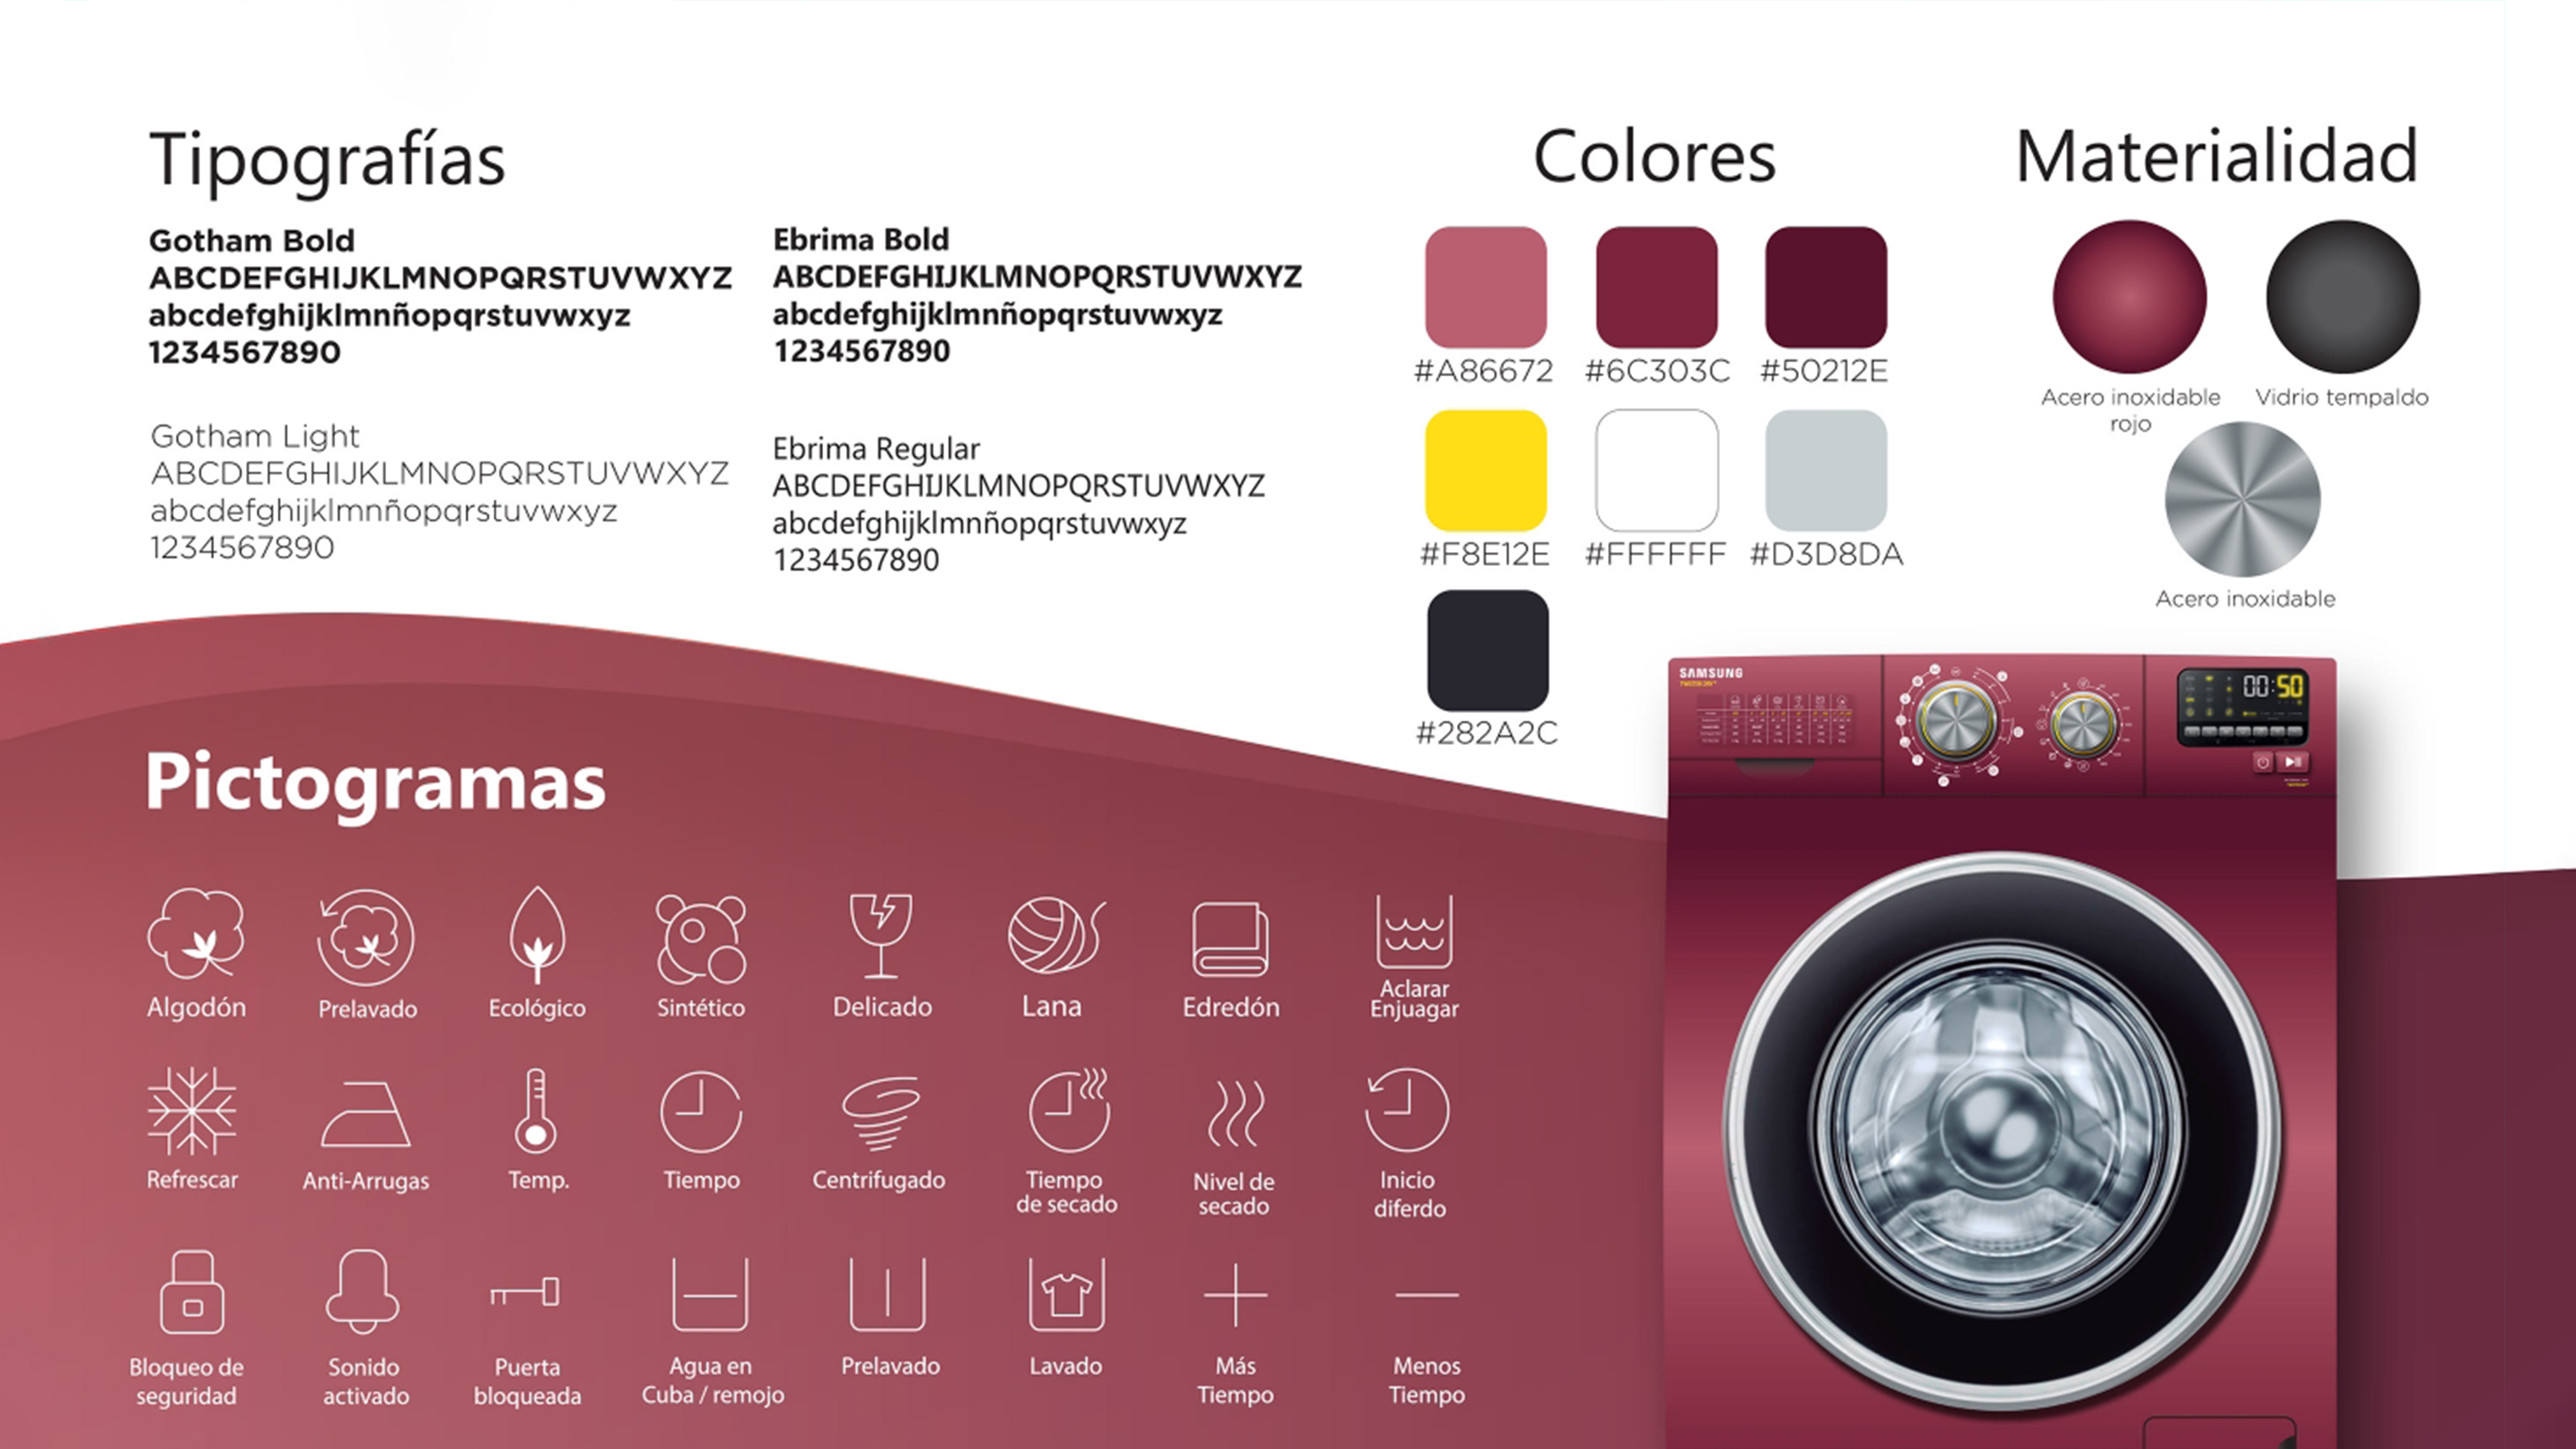 Tipografías
Gotham Bold
ABCDEFGHIJKLMNOPQRSTUVWXYZ
abcdefghijklmnñopqrstuvwxyz
1234567890
Ebrima Bold
ABCDEFGHIJKLMNOPQRSTUVWXYZ
abcdefghijklmnñopqrstuvwxyz
1234567890
Gotham Light
ABCDEFGHIJKLMNOPQRSTUVWXYZ
abcdefghijklmnñopqrstuvwxyz
1234567890
Ebrima Regular
ABCDEFGHIJKLMNOPQRSTUVWXYZ
abcdefghijklmnñopqrstuvwxyz
1234567890
Colores
#A86672
#6C303C
#50212E
#F8E12E
#FFFFFF
#D3D8DA
#282A2C
Materialidad
Acero inoxidable
rojo
Vidrio tempaldo
Acero inoxidable
Pictogramas
Algodón
Prelavado
Ecológico
Sintético
Delicado
Lana
Edredón
Aclarar
Enjuagar
Refrescar
Anti-Arrugas
Temp.
Tiempo
Centrifugado
Tiempo
de secado
Nivel de
secado
Inicio
diferdo
Bloqueo de
seguridad
Sonido
activado
Puerta
bloqueada
Agua en
Cuba / remojo
Prelavado
Lavado
Más
Tiempo
Menos
Tiempo
SAMSUNG
00:50